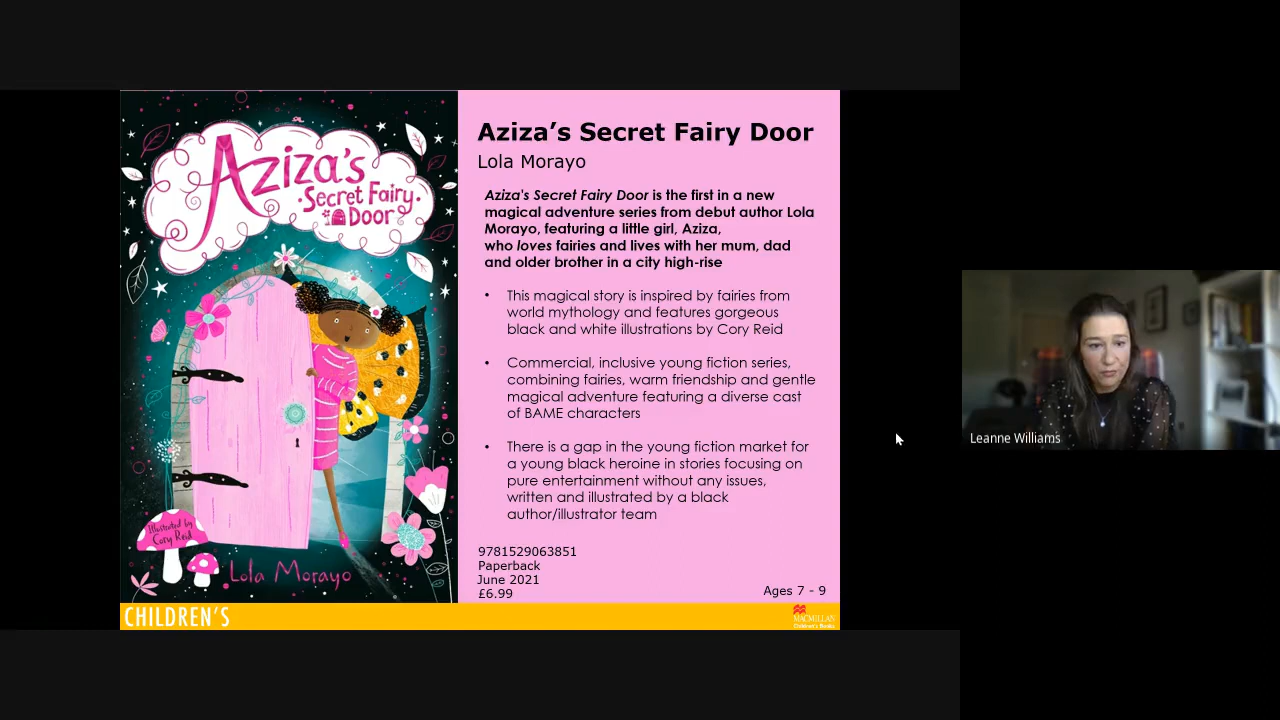 Aziza's
Secret Fairy
Door
Illustrated by
Cory Reid
Lola Morayo
Aziza’s Secret Fairy Door
Lola Morayo
Aziza's Secret Fairy Door is the first in a new
magical adventure series from debut author Lola
Morayo, featuring a little girl, Aziza,
who loves fairies and lives with her mum, dad
and older brother in a city high-rise
• This magical story is inspired by fairies from
world mythology and features gorgeous
black and white illustrations by Cory Reid
• Commercial, inclusive young fiction series,
combining fairies, warm friendship and gentle
magical adventure featuring a diverse cast
of BAME characters
• There is a gap in the young fiction market for
a young black heroine in stories focusing on
pure entertainment without any issues,
written and illustrated by a black
author/illustrator team
9781529063851
Paperback
June 2021
£6.99
Ages 7 - 9
CHILDREN'S
MACMILLAN
Children's Books
Leanne Williams